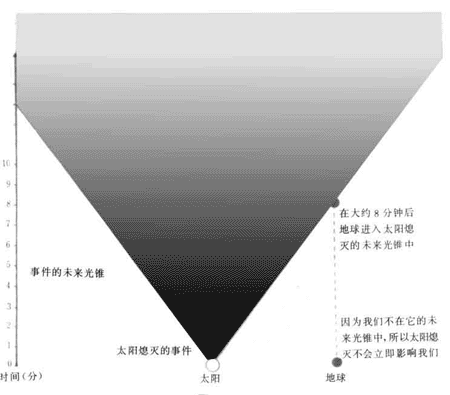 10
9
8
7
6
5
4
3
2
1
0
时间(分)
事件的未来光锥
太阳熄灭的事件
太阳
在大约 8 分钟后
地球进入太阳熄
灭的未来光锥中
因为我们不在它的未
来光锥中,所以太阳熄
灭不会立即影响我们
地球